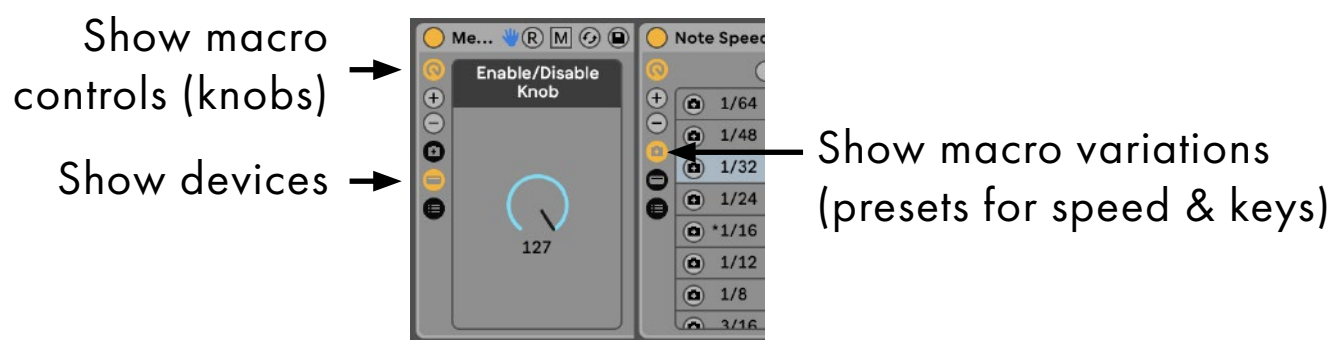 Show macro
controls (knobs)
Show devices
Me... R M
Enable/Disable
Knob
127
Note Speed
1/64
1/48
1/32
1/24
*1/16
1/12
1/8
3/16
Show macro variations
(presets for speed & keys)